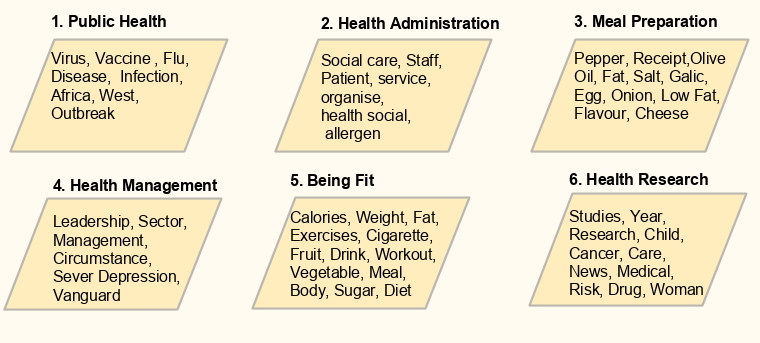 1. Public Health
Virus, Vaccine , Flu,
Disease,  Infection,
Africa, West,
Outbreak
2. Health Administration
Social care, Staff,
Patient, service,
organise,
health social,
allergen
3. Meal Preparation
Pepper, Receipt,Olive
Oil, Fat, Salt, Galic,
Egg, Onion, Low Fat,
Flavour, Cheese
4. Health Management
Leadership, Sector,
Management,
Circumstance,
Sever Depression,
Vanguard
5. Being Fit
Calories, Weight, Fat,
Exercises, Cigarette,
Fruit, Drink, Workout,
Vegetable, Meal,
Body, Sugar, Diet
6. Health Research
Studies, Year,
Research, Child,
Cancer, Care,
News, Medical,
Risk, Drug, Woman